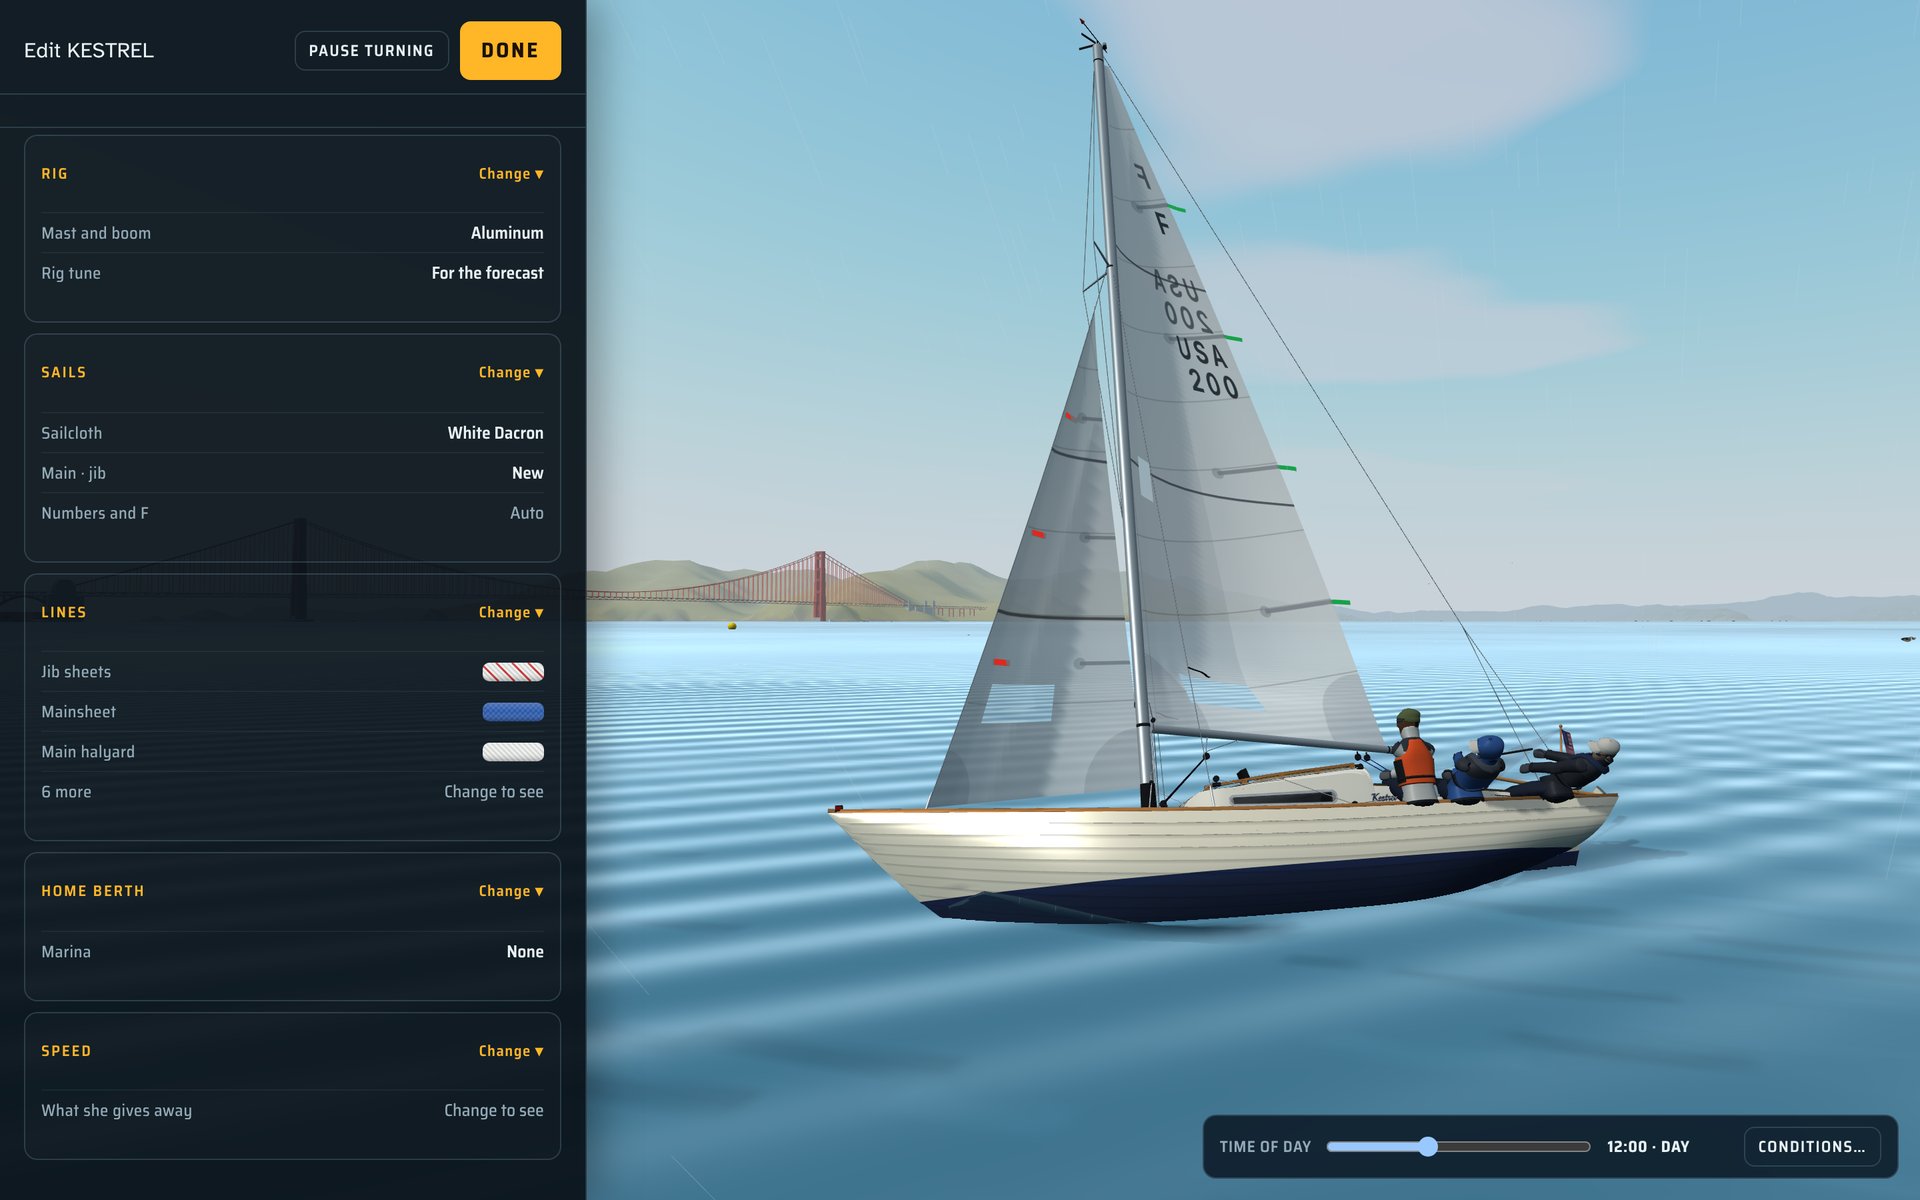 Edit KESTREL
PAUSE TURNING
DONE
RIG
Change ▼
Mast and boom
Aluminum
Rig tune
For the forecast
SAILS
Change ▼
Sailcloth
White Dacron
Main · jib
New
Numbers and F
Auto
LINES
Change ▼
Jib sheets
Mainsheet
Main halyard
6 more
Change to see
HOME BERTH
Change ▼
Marina
None
SPEED
Change ▼
What she gives away
Change to see
F
F
USA
200
USA
200
Kestrel
TIME OF DAY
12:00 · DAY
CONDITIONS...